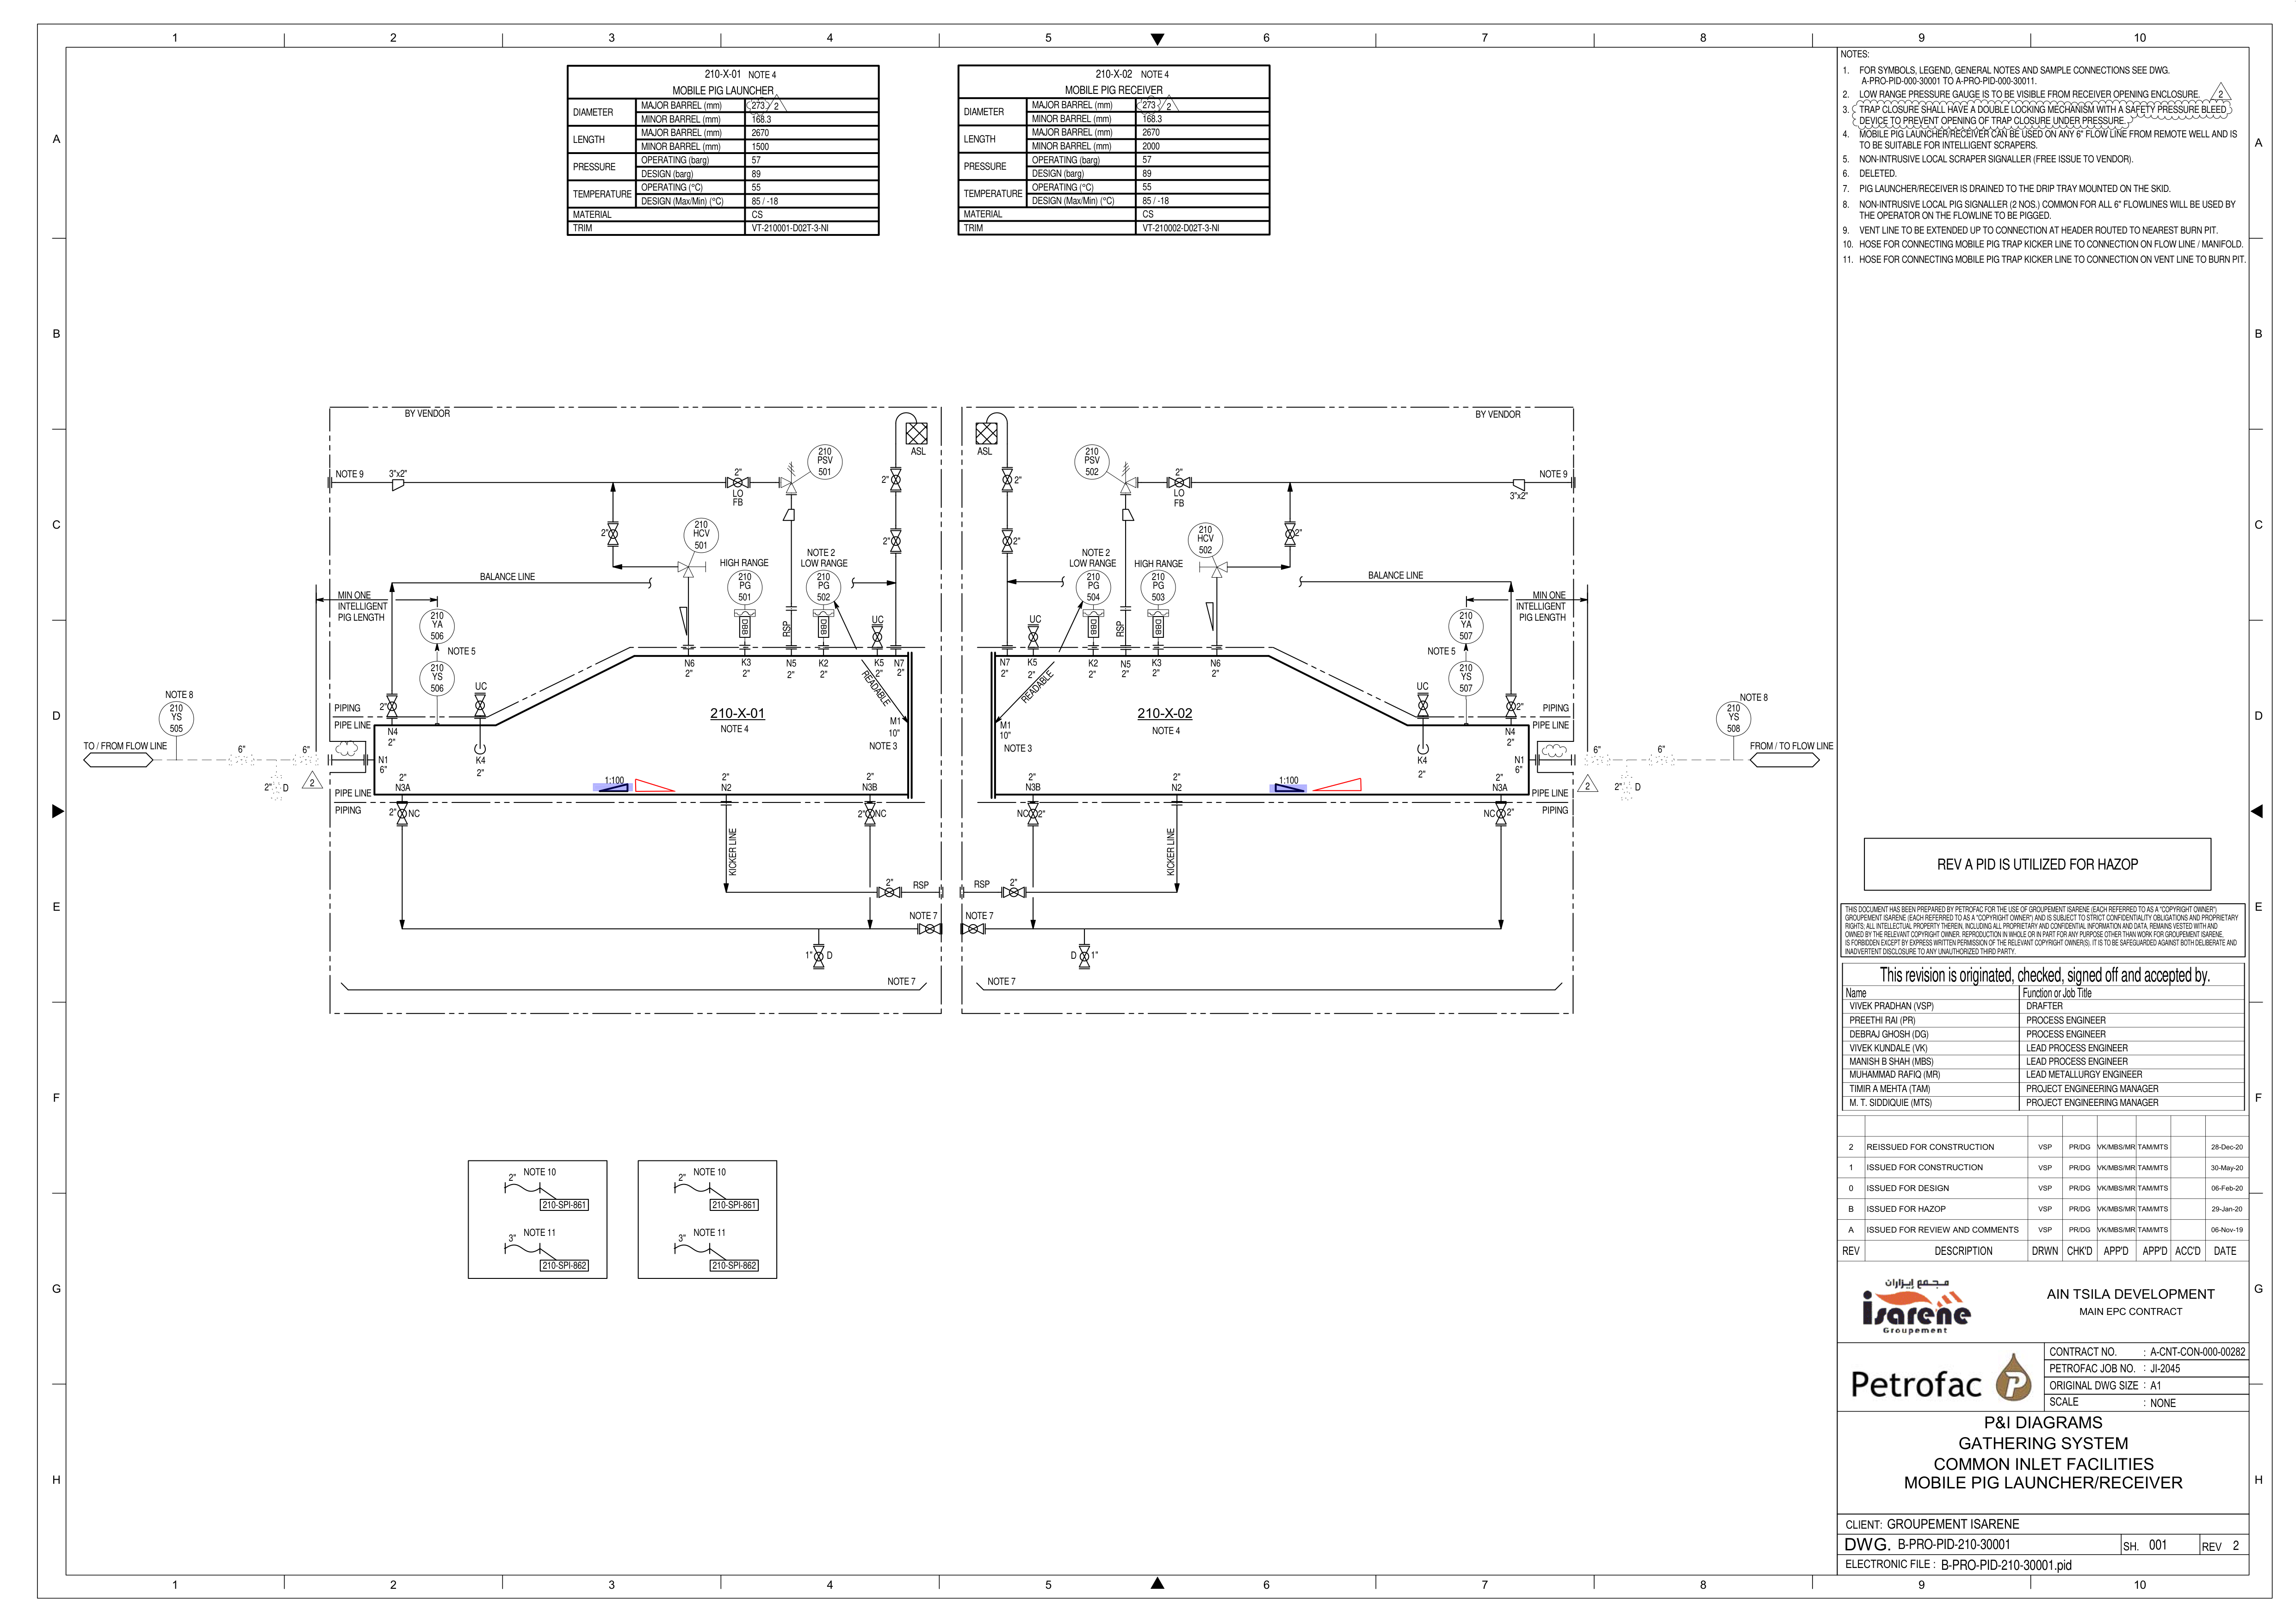 1 2 3 4 5 6 7 8 9 10
A
B
C
D
E
F
G
H
210-X-01 NOTE 4
MOBILE PIG LAUNCHER
DIAMETER MAJOR BARREL (mm) 273 2
MINOR BARREL (mm) 168.3
LENGTH MAJOR BARREL (mm) 2670
MINOR BARREL (mm) 1500
PRESSURE OPERATING (barg) 57
DESIGN (barg) 89
TEMPERATURE OPERATING (°C) 55
DESIGN (Max/Min) (°C) 85 / -18
MATERIAL CS
TRIM VT-210001-D02T-3-NI
210-X-02 NOTE 4
MOBILE PIG RECEIVER
DIAMETER MAJOR BARREL (mm) 273 2
MINOR BARREL (mm) 168.3
LENGTH MAJOR BARREL (mm) 2670
MINOR BARREL (mm) 2000
PRESSURE OPERATING (barg) 57
DESIGN (barg) 89
TEMPERATURE OPERATING (°C) 55
DESIGN (Max/Min) (°C) 85 / -18
MATERIAL CS
TRIM VT-210002-D02T-3-NI
BY VENDOR
ASL
NOTE 9
3"x2"
2"
LO
FB
210
PSV
501
2"
2"
2"
210
HCV
501
HIGH RANGE
NOTE 2
LOW RANGE
210
PG
501
210
PG
502
BALANCE LINE
MIN ONE
INTELLIGENT
PIG LENGTH
210
YA
506
NOTE 5
210
YS
506
UC
DBB
RSP
DBB
UC
N6
2"
K3
2"
N5
2"
K2
2"
K5
2"
N7
2"
READABLE
M1
10"
NOTE 3
210-X-01
NOTE 4
NOTE 8
210
YS
505
TO / FROM FLOW LINE
6"
6"
2" D
2
PIPING
PIPE LINE
2"
N4
2"
N1
6"
K4
2"
PIPE LINE
PIPING
2"
N3A
1:100
2"
N2
2"
N3B
2" NC
2" NC
KICKER LINE
2" RSP
NOTE 7
1" D
NOTE 7
BY VENDOR
ASL
210
PSV
502
2"
LO
FB
NOTE 9
3"x2"
2"
2"
2"
210
HCV
502
NOTE 2
LOW RANGE
HIGH RANGE
210
PG
504
210
PG
503
BALANCE LINE
MIN ONE
INTELLIGENT
PIG LENGTH
210
YA
507
NOTE 5
210
YS
507
UC
DBB
RSP
DBB
UC
N7
2"
K5
2"
K2
2"
N5
2"
K3
2"
N6
2"
READABLE
M1
10"
NOTE 3
210-X-02
NOTE 4
NOTE 8
210
YS
508
FROM / TO FLOW LINE
6"
6"
2" D
2
PIPING
PIPE LINE
2"
N4
2"
N1
6"
K4
2"
PIPE LINE
PIPING
2"
N3B
2"
N2
1:100
2"
N3A
NC 2"
NC 2"
KICKER LINE
RSP 2"
NOTE 7
D 1"
NOTE 7
NOTE 10
2"
210-SPI-861
NOTE 11
3"
210-SPI-862
NOTE 10
2"
210-SPI-861
NOTE 11
3"
210-SPI-862
NOTES:
1. FOR SYMBOLS, LEGEND, GENERAL NOTES AND SAMPLE CONNECTIONS SEE DWG.
A-PRO-PID-000-30001 TO A-PRO-PID-000-30011.
2. LOW RANGE PRESSURE GAUGE IS TO BE VISIBLE FROM RECEIVER OPENING ENCLOSURE. 2
3. TRAP CLOSURE SHALL HAVE A DOUBLE LOCKING MECHANISM WITH A SAFETY PRESSURE BLEED
DEVICE TO PREVENT OPENING OF TRAP CLOSURE UNDER PRESSURE.
4. MOBILE PIG LAUNCHER/RECEIVER CAN BE USED ON ANY 6" FLOW LINE FROM REMOTE WELL AND IS
TO BE SUITABLE FOR INTELLIGENT SCRAPERS.
5. NON-INTRUSIVE LOCAL SCRAPER SIGNALLER (FREE ISSUE TO VENDOR).
6. DELETED.
7. PIG LAUNCHER/RECEIVER IS DRAINED TO THE DRIP TRAY MOUNTED ON THE SKID.
8. NON-INTRUSIVE LOCAL PIG SIGNALLER (2 NOS.) COMMON FOR ALL 6" FLOWLINES WILL BE USED BY
THE OPERATOR ON THE FLOWLINE TO BE PIGGED.
9. VENT LINE TO BE EXTENDED UP TO CONNECTION AT HEADER ROUTED TO NEAREST BURN PIT.
10. HOSE FOR CONNECTING MOBILE PIG TRAP KICKER LINE TO CONNECTION ON FLOW LINE / MANIFOLD.
11. HOSE FOR CONNECTING MOBILE PIG TRAP KICKER LINE TO CONNECTION ON VENT LINE TO BURN PIT.
REV A PID IS UTILIZED FOR HAZOP
THIS DOCUMENT HAS BEEN PREPARED BY PETROFAC FOR THE USE OF GROUPEMENT ISARENE (EACH REFERRED TO AS A "COPYRIGHT OWNER")
GROUPEMENT ISARENE (EACH REFERRED TO AS A "COPYRIGHT OWNER") AND IS SUBJECT TO STRICT CONFIDENTIALITY OBLIGATIONS AND PROPRIETARY
RIGHTS; ALL INTELLECTUAL PROPERTY THEREIN, INCLUDING ALL PROPRIETARY AND CONFIDENTIAL INFORMATION AND DATA, REMAINS VESTED WITH AND
OWNED BY THE RELEVANT COPYRIGHT OWNER. REPRODUCTION IN WHOLE OR IN PART FOR ANY PURPOSE OTHER THAN WORK FOR GROUPEMENT ISARENE,
IS FORBIDDEN EXCEPT BY EXPRESS WRITTEN PERMISSION OF THE RELEVANT COPYRIGHT OWNER(S). IT IS TO BE SAFEGUARDED AGAINST BOTH DELIBERATE AND
INADVERTENT DISCLOSURE TO ANY UNAUTHORIZED THIRD PARTY.
This revision is originated, checked, signed off and accepted by.
Name Function or Job Title
VIVEK PRADHAN (VSP) DRAFTER
PREETHI RAI (PR) PROCESS ENGINEER
DEBRAJ GHOSH (DG) PROCESS ENGINEER
VIVEK KUNDALE (VK) LEAD PROCESS ENGINEER
MANISH B SHAH (MBS) LEAD PROCESS ENGINEER
MUHAMMAD RAFIQ (MR) LEAD METALLURGY ENGINEER
TIMIR A MEHTA (TAM) PROJECT ENGINEERING MANAGER
M. T. SIDDIQUIE (MTS) PROJECT ENGINEERING MANAGER
2 REISSUED FOR CONSTRUCTION VSP PR/DG VK/MBS/MR TAM/MTS 28-Dec-20
1 ISSUED FOR CONSTRUCTION VSP PR/DG VK/MBS/MR TAM/MTS 30-May-20
0 ISSUED FOR DESIGN VSP PR/DG VK/MBS/MR TAM/MTS 06-Feb-20
B ISSUED FOR HAZOP VSP PR/DG VK/MBS/MR TAM/MTS 29-Jan-20
A ISSUED FOR REVIEW AND COMMENTS VSP PR/DG VK/MBS/MR TAM/MTS 06-Nov-19
REV DESCRIPTION DRWN CHK'D APP'D APP'D ACC'D DATE
مجمع إيزاران
isarene
Groupement
AIN TSILA DEVELOPMENT
MAIN EPC CONTRACT
Petrofac
CONTRACT NO. : A-CNT-CON-000-00282
PETROFAC JOB NO. : JI-2045
ORIGINAL DWG SIZE : A1
SCALE : NONE
P&I DIAGRAMS
GATHERING SYSTEM
COMMON INLET FACILITIES
MOBILE PIG LAUNCHER/RECEIVER
CLIENT: GROUPEMENT ISARENE
DWG. B-PRO-PID-210-30001 SH. 001 REV 2
ELECTRONIC FILE : B-PRO-PID-210-30001.pid
1 2 3 4 5 6 7 8 9 10